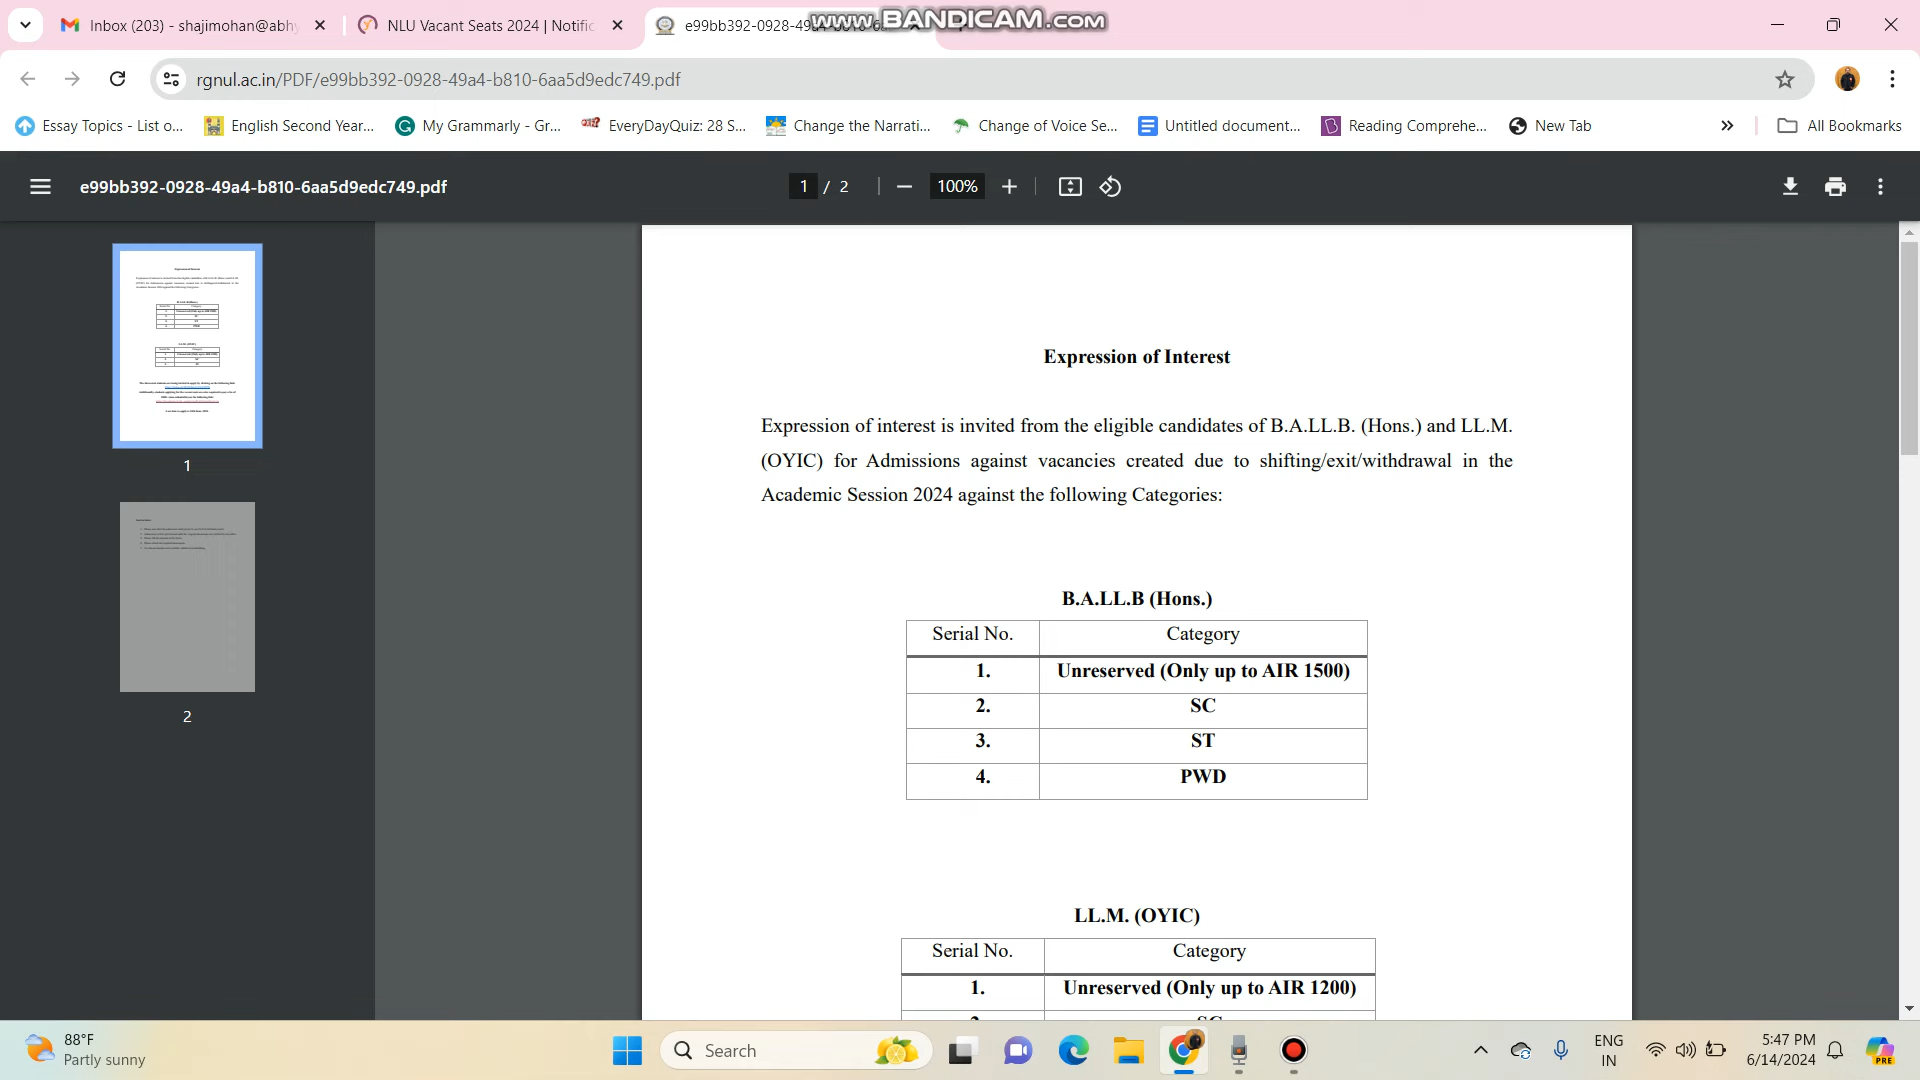 www.BANDICAM.com
Inbox (203) - shajimohan@abhy
NLU Vacant Seats 2024 | Notific
e99bb392-0928-49a4-b810-6a
rgnul.ac.in/PDF/e99bb392-0928-49a4-b810-6aa5d9edc749.pdf
Essay Topics - List o...
English Second Year...
My Grammarly - Gr...
EveryDayQuiz: 28 S...
Change the Narrati...
Change of Voice Se...
Untitled document...
Reading Comprehe...
New Tab
All Bookmarks
e99bb392-0928-49a4-b810-6aa5d9edc749.pdf
1 / 2
100%
1
2
Expression of Interest
Expression of interest is invited from the eligible candidates of B.A.LL.B. (Hons.) and LL.M.
(OYIC) for Admissions against vacancies created due to shifting/exit/withdrawal in the
Academic Session 2024 against the following Categories:
B.A.LL.B (Hons.)
Serial No. Category
1. Unreserved (Only up to AIR 1500)
2. SC
3. ST
4. PWD
LL.M. (OYIC)
Serial No. Category
1. Unreserved (Only up to AIR 1200)
2. SC
88°F
Partly sunny
Search
ENG
IN
5:47 PM
6/14/2024
PRE